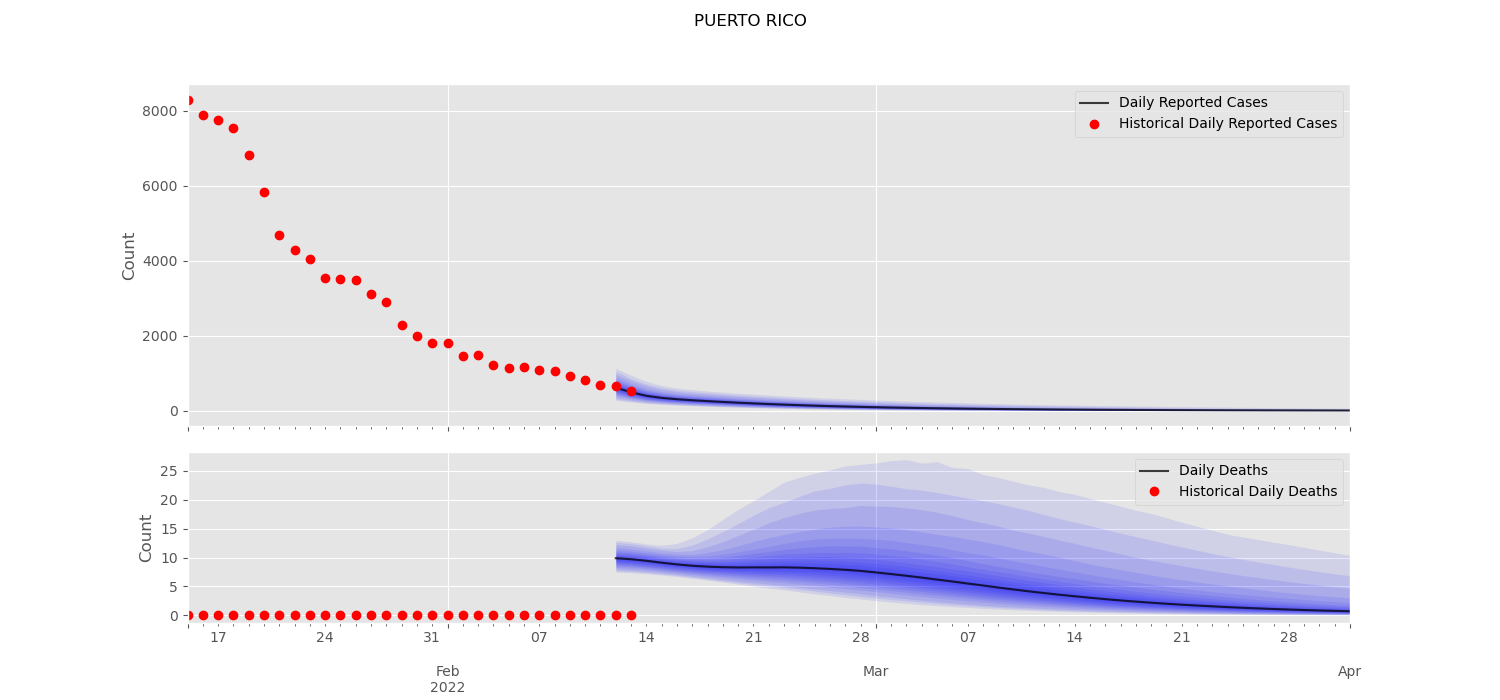 PUERTO RICO
8000
6000
4000
2000
0
Count
Daily Reported Cases
Historical Daily Reported Cases
25
20
15
10
5
0
Count
Daily Deaths
Historical Daily Deaths
17 24 31 07 14 21 28 07 14 21 28
Feb Mar Apr
2022